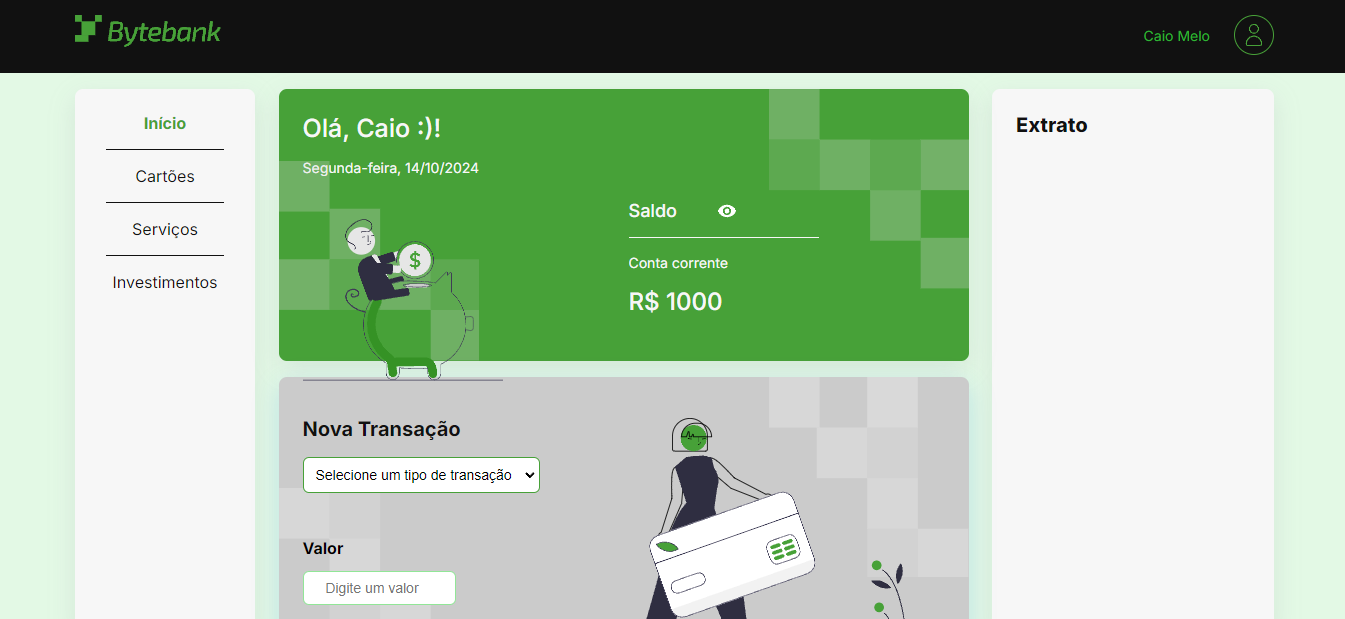 Bytebank
Caio Melo
Início
Cartões
Serviços
Investimentos
Olá, Caio :)!
Segunda-feira, 14/10/2024
Saldo
Conta corrente
R$ 1000
$
Nova Transação
Selecione um tipo de transação
Valor
Digite um valor
Extrato